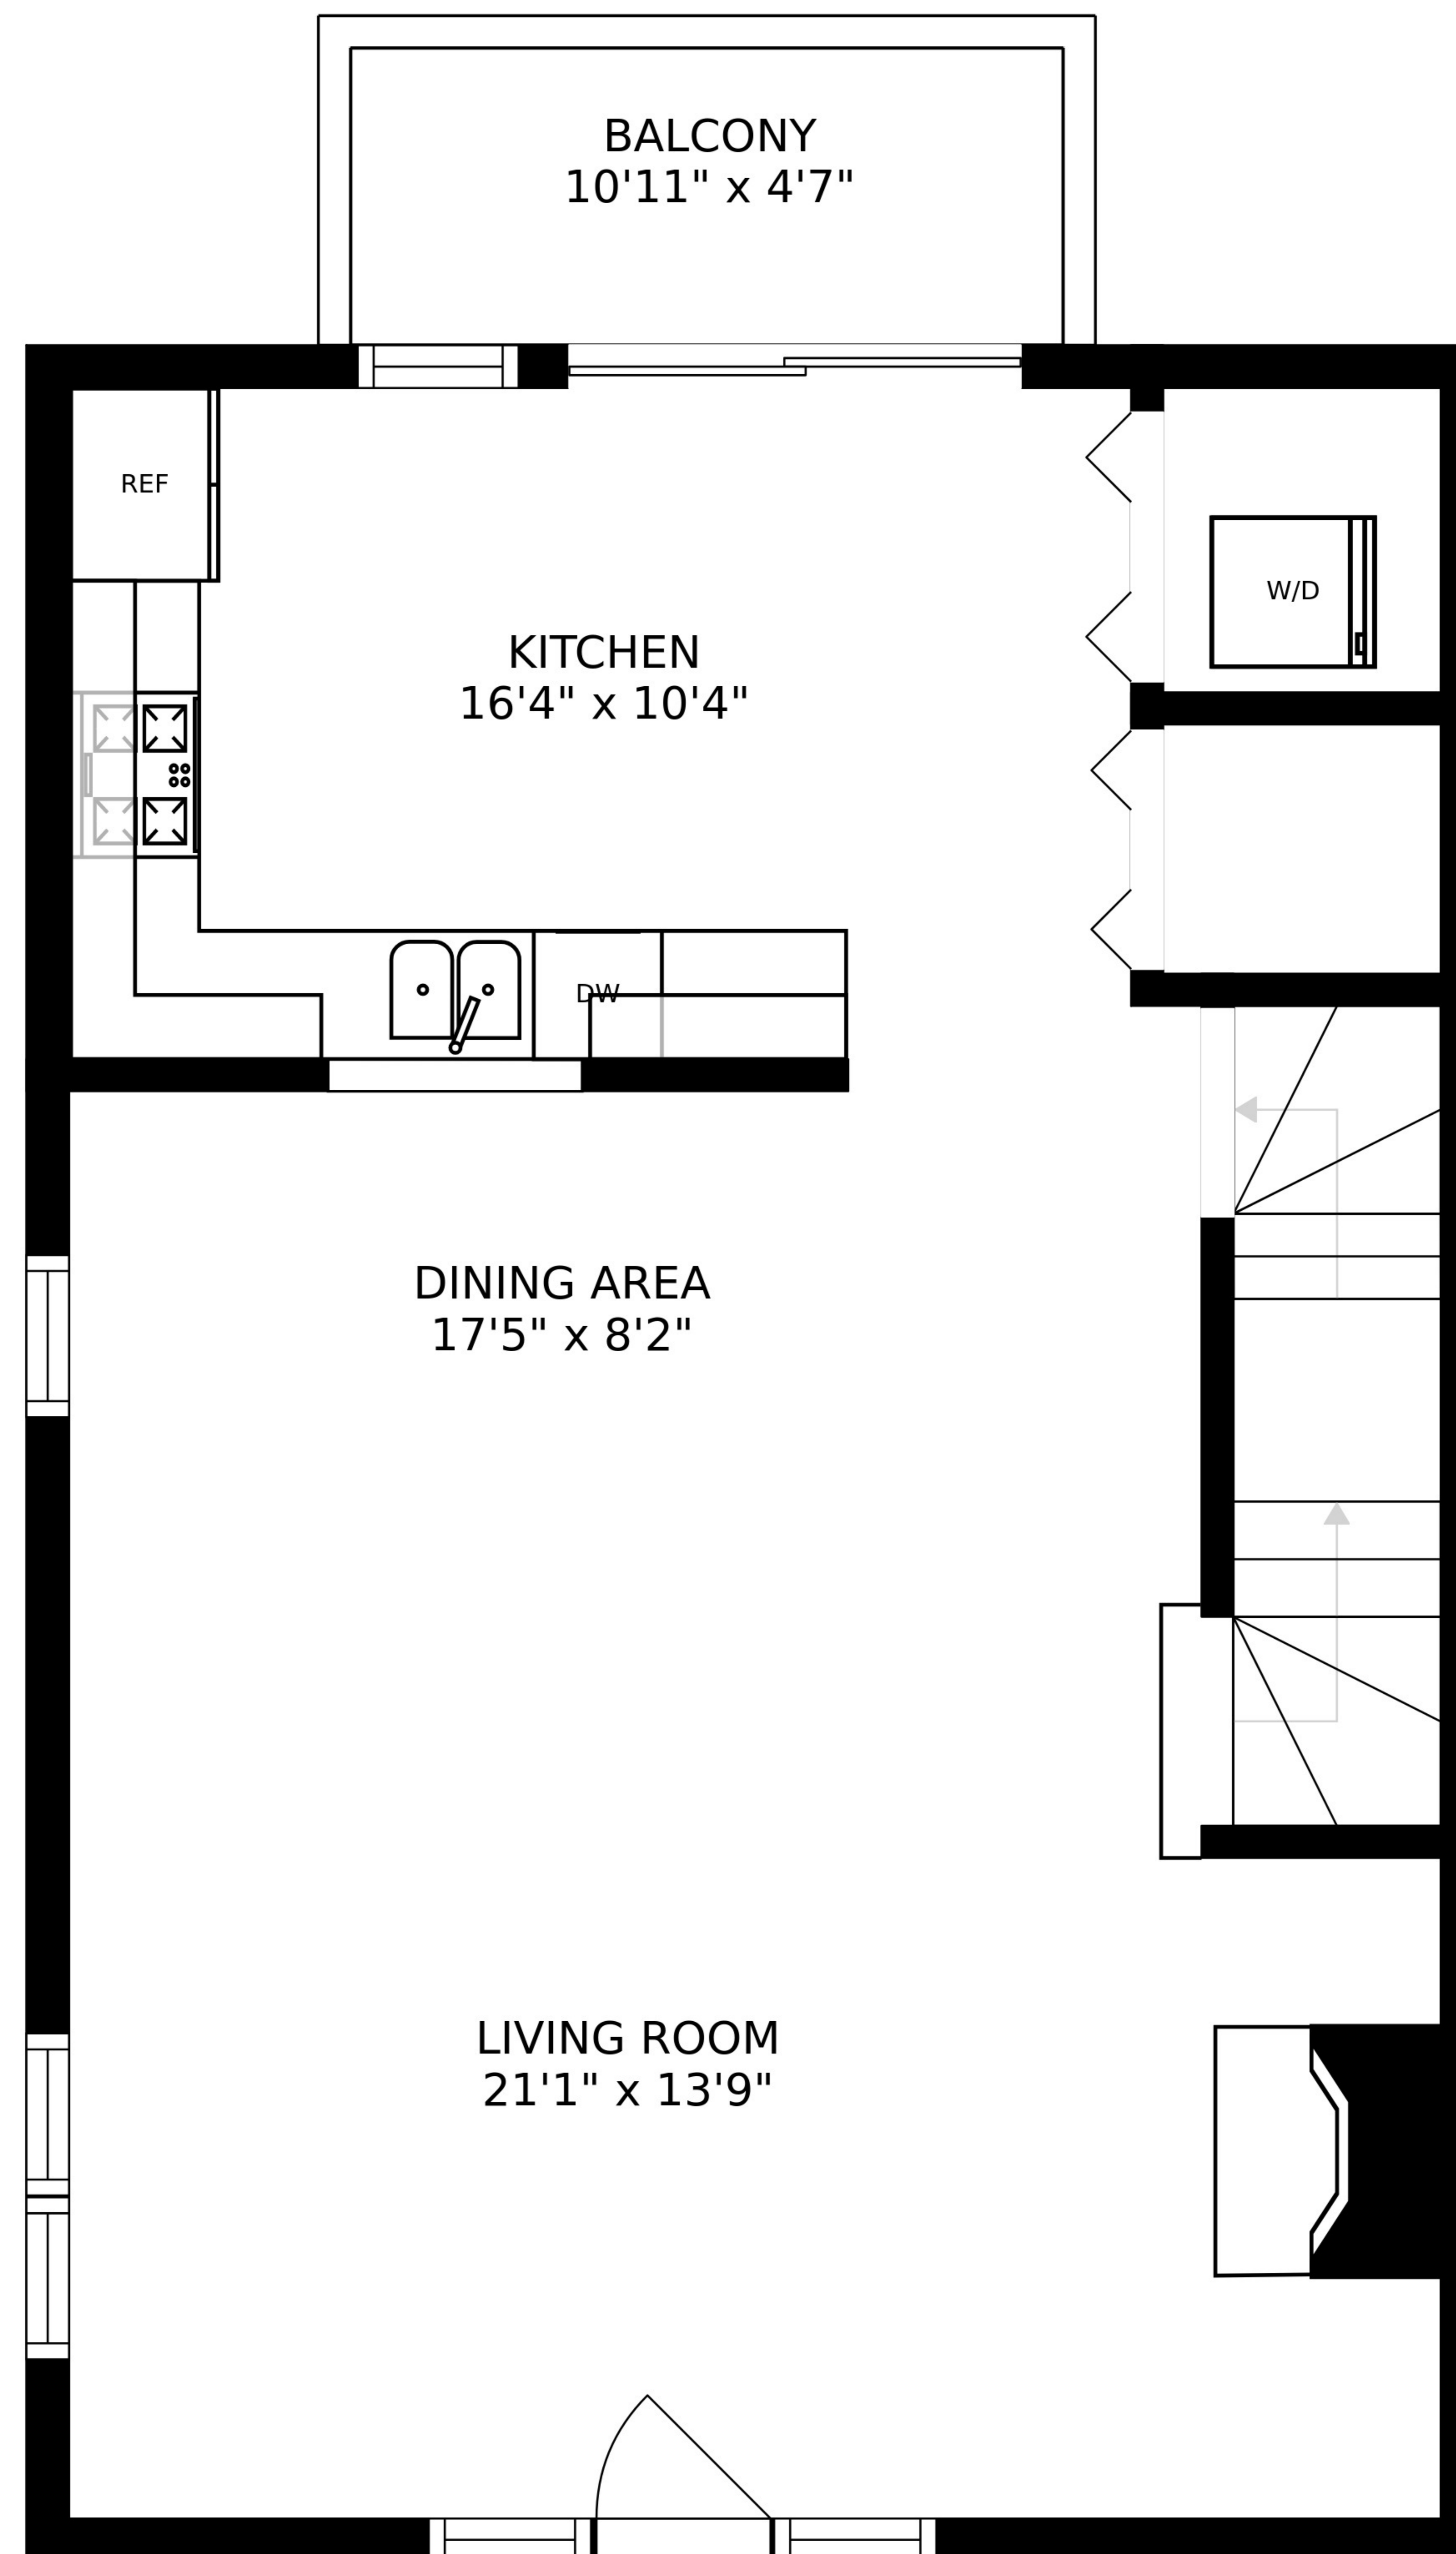 BALCONY
10'11" x 4'7"
REF
W/D
KITCHEN
16'4" x 10'4"
DW
DINING AREA
17'5" x 8'2"
LIVING ROOM
21'1" x 13'9"